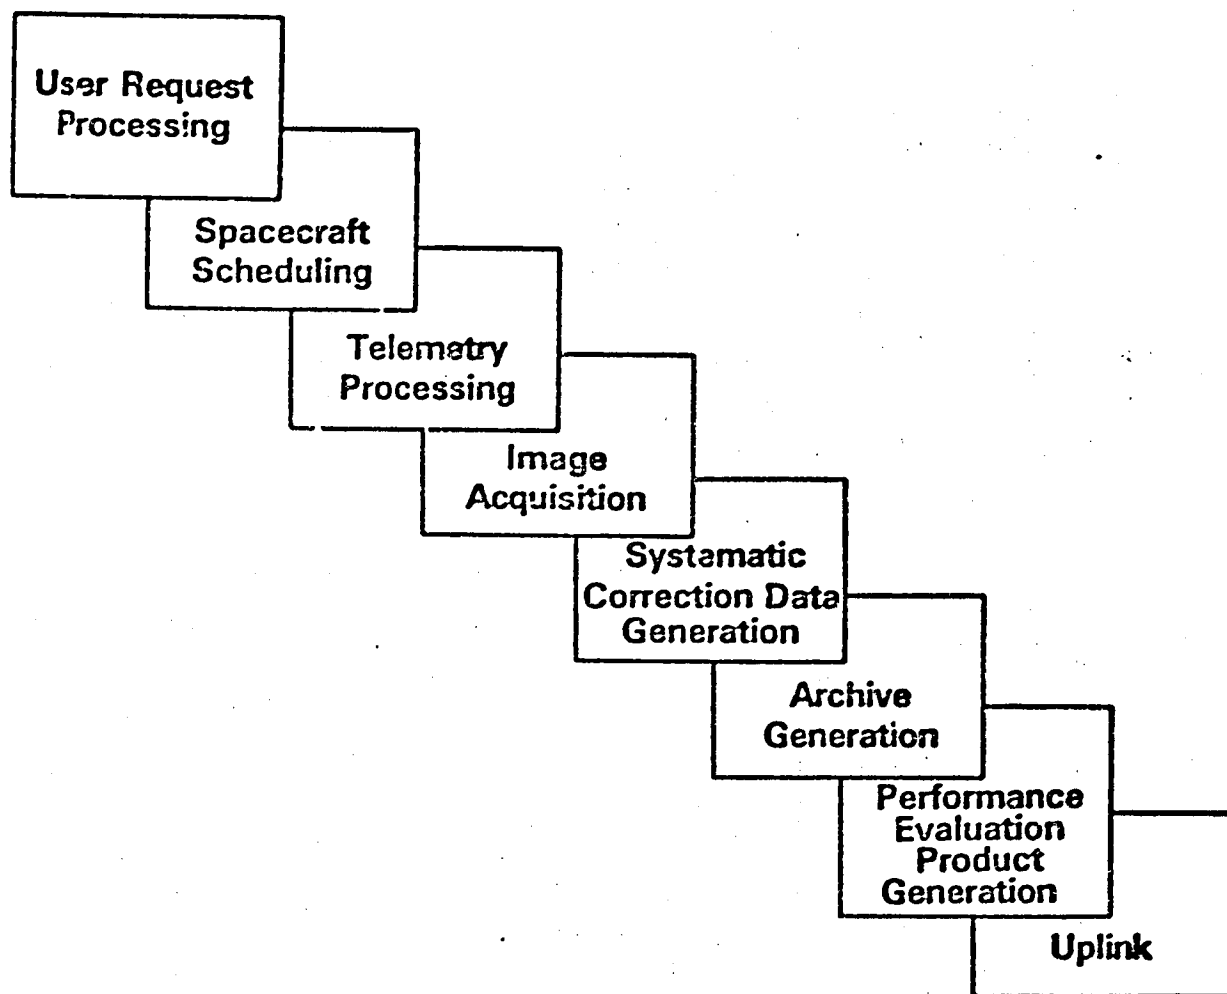 User Request
Processing
Spacecraft
Scheduling
Telemetry
Processing
Image
Acquisition
Systematic
Correction Data
Generation
Archive
Generation
Performance
Evaluation
Product
Generation
Uplink